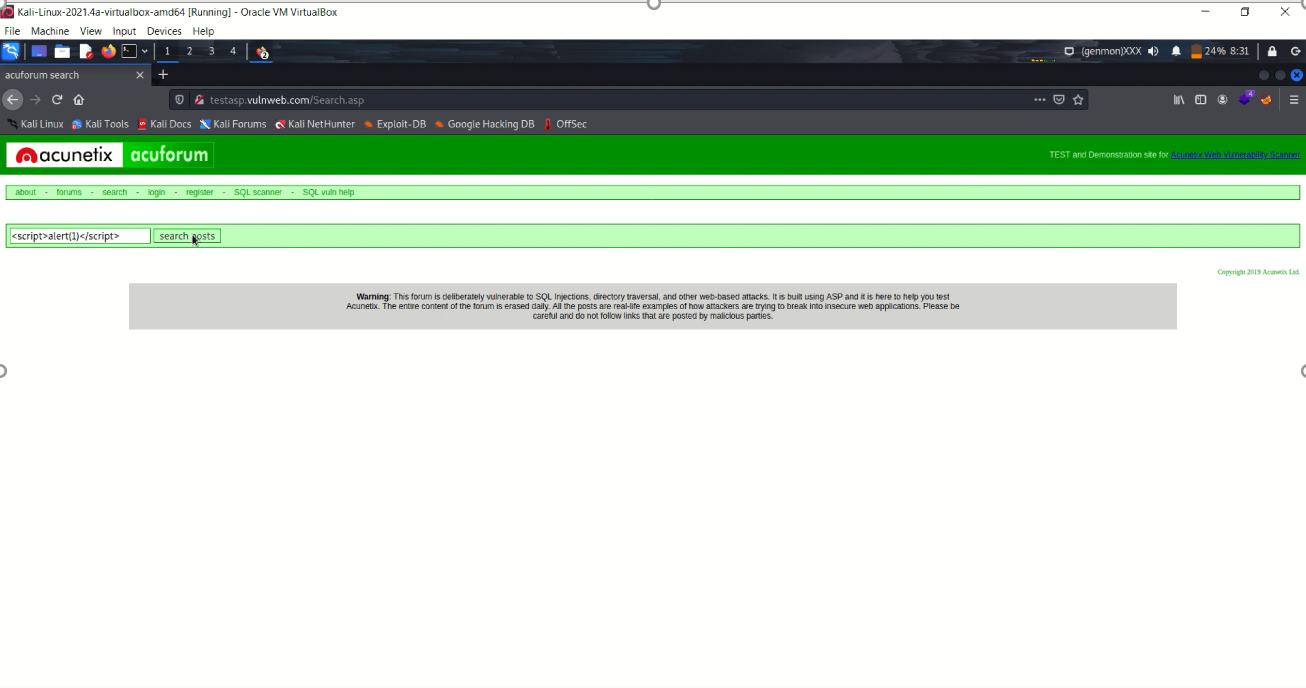 Kali-Linux-2021.4a-virtualbox-amd64 [Running] - Oracle VM VirtualBox
File Machine View Input Devices Help
1 2 3 4 2 (genmon)XXX 24% 8:31
acuforum search
testasp.vulnweb.com/Search.asp
4
Kali Linux Kali Tools Kali Docs Kali Forums Kali NetHunter Exploit-DB Google Hacking DB OffSec
acunetix acuforum TEST and Demonstration site for Acunetix Web Vulnerability Scanner
about - forums - search - login - register - SQL scanner - SQL vuln help
<script>alert(1)</script> search posts
Copyright 2019 Acunetix Ltd.
Warning: This forum is deliberately vulnerable to SQL Injections, directory traversal, and other web-based attacks. It is built using ASP and it is here to help you test
Acunetix. The entire content of the forum is erased daily. All the posts are real-life examples of how attackers are trying to break into insecure web applications. Please be
careful and do not follow links that are posted by malicious parties.